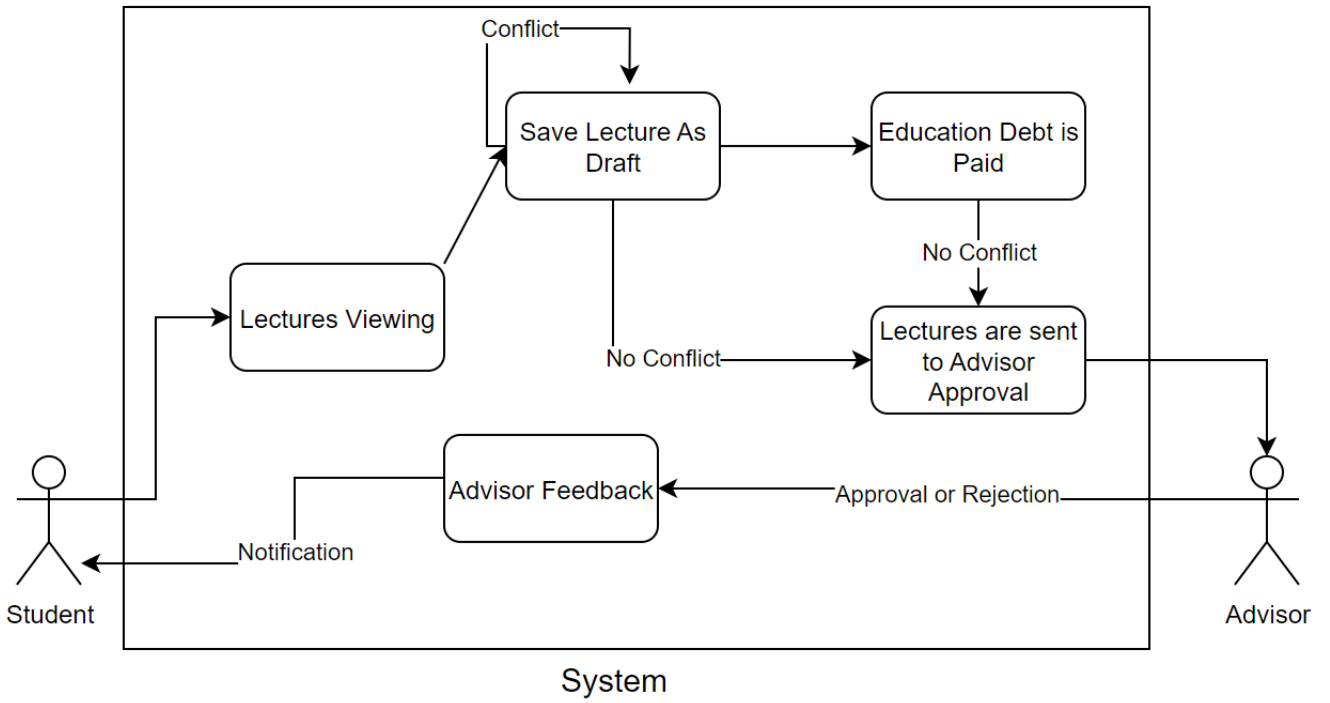 Conflict
Save Lecture As
Draft
Education Debt is
Paid
No Conflict
Lectures Viewing
Lectures are sent
to Advisor
Approval
No Conflict
Advisor Feedback
Approval or Rejection
Notification
Student
Advisor
System